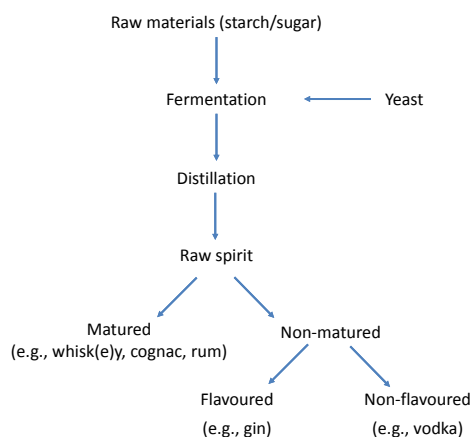 Raw materials (starch/sugar)
Fermentation
Yeast
Distillation
Raw spirit
Matured
(e.g., whisk(e)y, cognac, rum)
Non-matured
Flavoured
(e.g., gin)
Non-flavoured
(e.g., vodka)